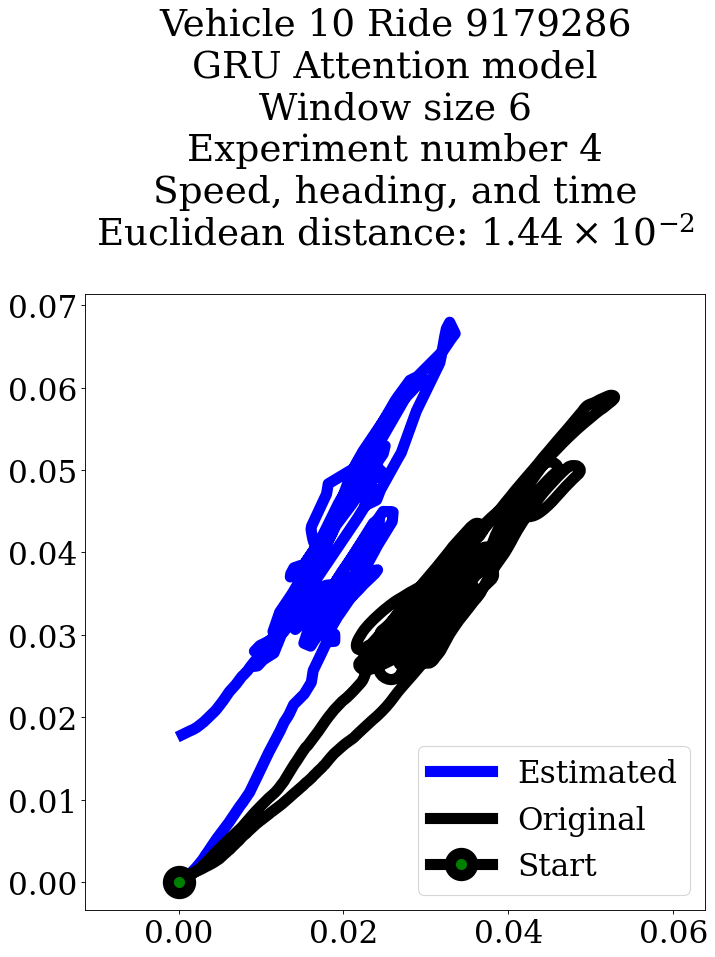 Vehicle 10 Ride 9179286
GRU Attention model
Window size 6
Experiment number 4
Speed, heading, and time
Euclidean distance: 1.44 × 10⁻²
0.07
0.06
0.05
0.04
0.03
0.02
0.01
0.00
Estimated
Original
Start
0.00 0.02 0.04 0.06